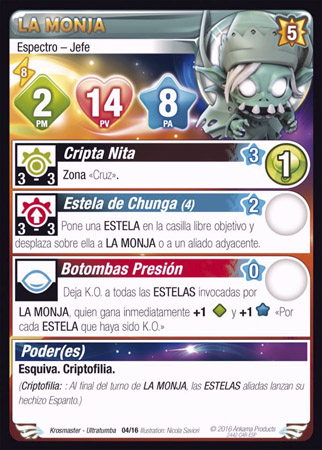 LA MONJA
5
Espectro – Jefe
8
2
PM
14
PV
8
PA
Cripta Nita
3
1
3 - 3
Zona «Cruz».
Estela de Chunga (4)
2
3 - 3
Pone una ESTELA en la casilla libre objetivo y
desplaza sobre ella a LA MONJA o a un aliado adyacente.
Botombas Presión
0
Deja K.O. a todas las ESTELAS invocadas por
LA MONJA, quien gana inmediatamente +1 y +1 «Por
cada ESTELA que haya sido K.O.»
Poder(es)
Esquiva. Criptofilia.
(Criptofilia: : Al final del turno de LA MONJA, las ESTELAS aliadas lanzan su
hechizo Espanto.)
Krosmaster - Ultratumba 04/16 Illustration: Nicola Saviori
© 2016 Ankama Products
2440 CAR ESP